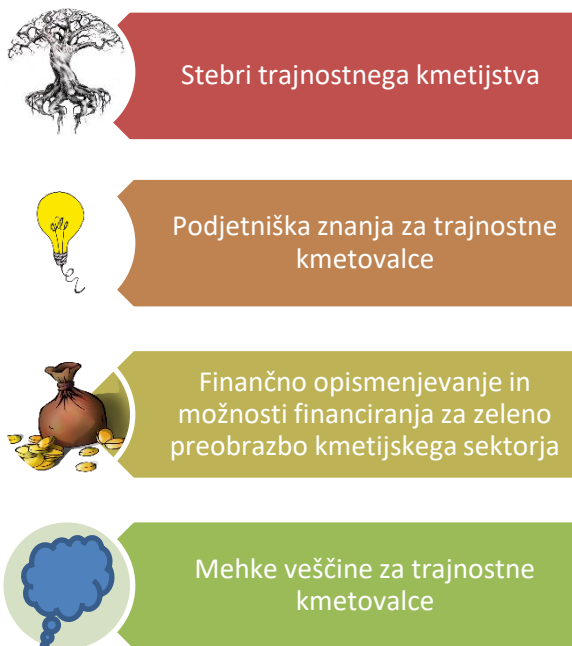 Stebri trajnostnega kmetijstva
Podjetniška znanja za trajnostne
kmetovalce
Finančno opismenjevanje in
možnosti financiranja za zeleno
preobrazbo kmetijskega sektorja
Mehke veščine za trajnostne
kmetovalce